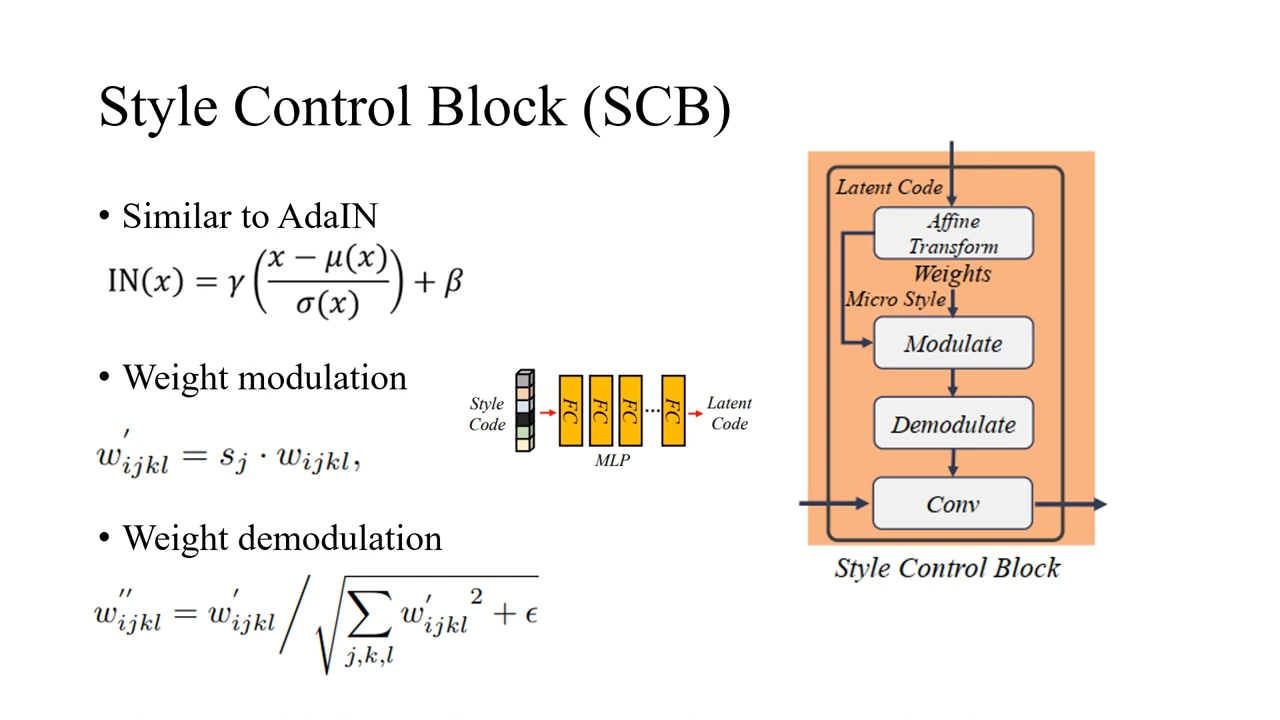 Style Control Block (SCB)
• Similar to AdaIN
IN(x) = γ((x − μ(x))/σ(x)) + β
• Weight modulation
w′ᵢⱼₖₗ = sⱼ · wᵢⱼₖₗ,
• Weight demodulation
w″ᵢⱼₖₗ = w′ᵢⱼₖₗ / √(∑ⱼ,ₖ,ₗ w′ᵢⱼₖₗ² + ϵ)
Style
Code
FC
FC
FC
...
FC
Latent
Code
MLP
Latent Code
Affine
Transform
Weights
Micro Style
Modulate
Demodulate
Conv
Style Control Block